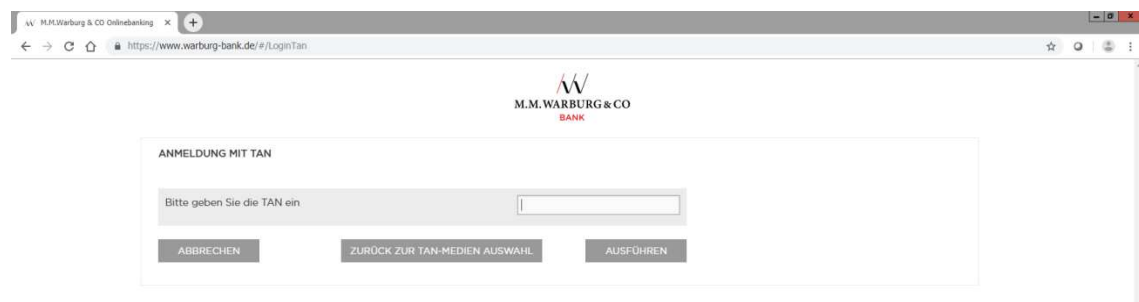 M.M.Warburg & CO Onlinebanking
https://www.warburg-bank.de/#/LoginTan
M.M.WARBURG & CO
BANK
ANMELDUNG MIT TAN
Bitte geben Sie die TAN ein
ABBRECHEN
ZURÜCK ZUR TAN-MEDIEN AUSWAHL
AUSFÜHREN